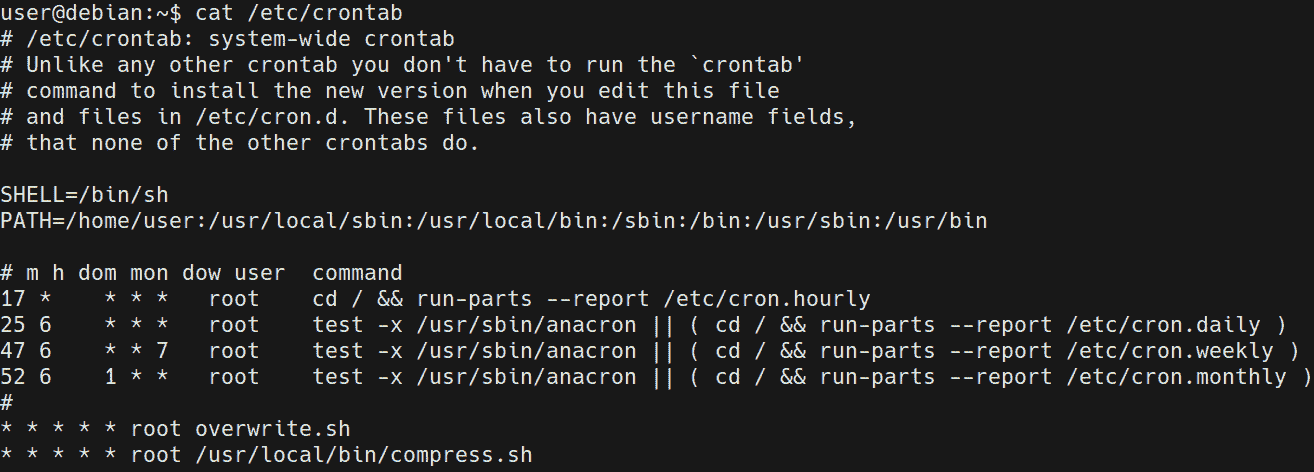 user@debian:~$ cat /etc/crontab
# /etc/crontab: system-wide crontab
# Unlike any other crontab you don't have to run the `crontab'
# command to install the new version when you edit this file
# and files in /etc/cron.d. These files also have username fields,
# that none of the other crontabs do.

SHELL=/bin/sh
PATH=/home/user:/usr/local/sbin:/usr/local/bin:/sbin:/bin:/usr/sbin:/usr/bin

# m h dom mon dow user  command
17 *    * * *   root    cd / && run-parts --report /etc/cron.hourly
25 6    * * *   root    test -x /usr/sbin/anacron || ( cd / && run-parts --report /etc/cron.daily )
47 6    * * 7   root    test -x /usr/sbin/anacron || ( cd / && run-parts --report /etc/cron.weekly )
52 6    1 * *   root    test -x /usr/sbin/anacron || ( cd / && run-parts --report /etc/cron.monthly )
#
* * * * * root overwrite.sh
* * * * * root /usr/local/bin/compress.sh